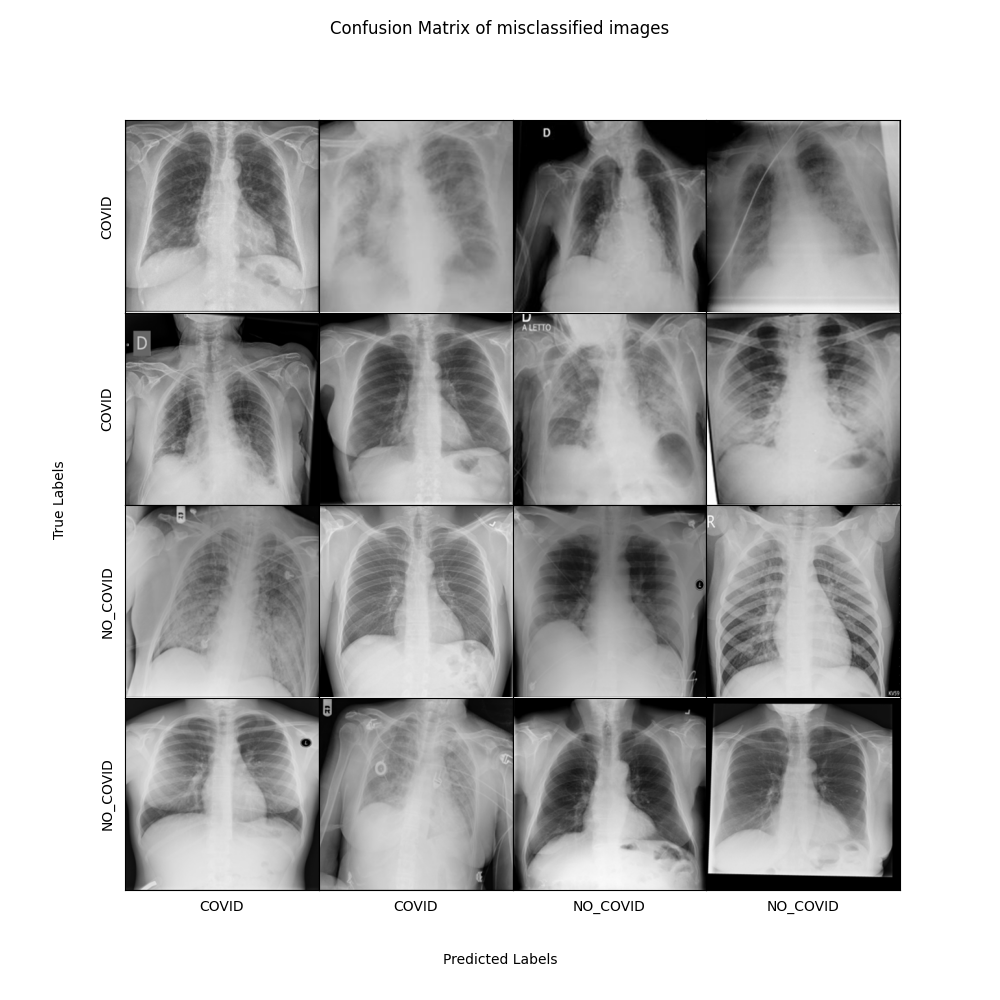 Confusion Matrix of misclassified images
True Labels
COVID
D
COVID
D
D
A LETTO
NO_COVID
R
NO_COVID
COVID
COVID
NO_COVID
NO_COVID
Predicted Labels